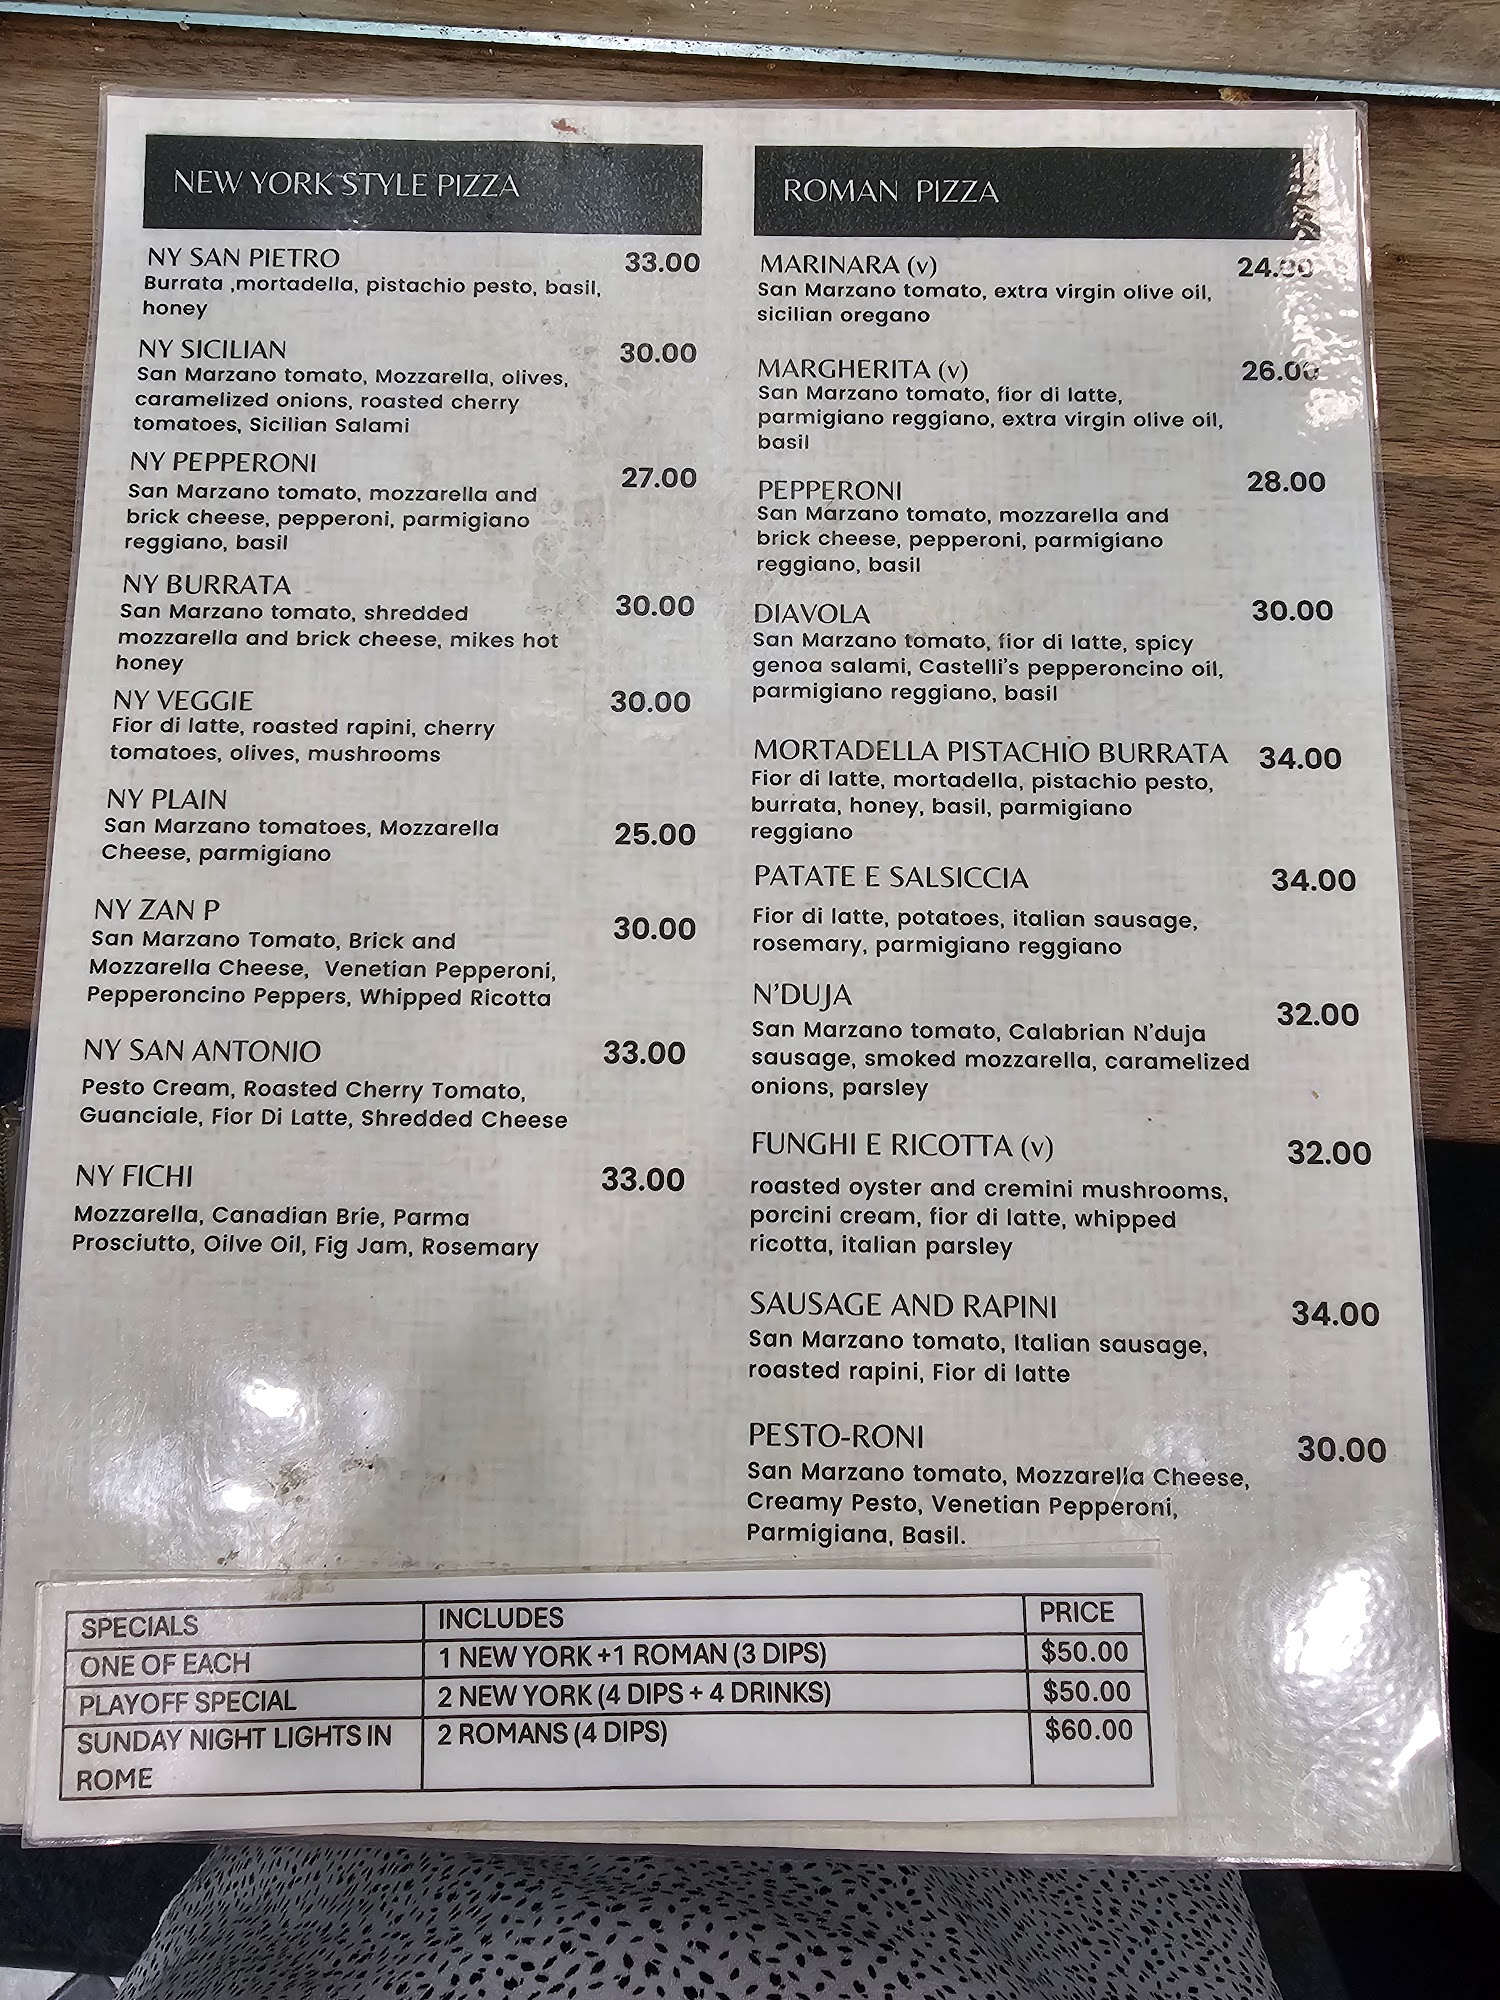 NEW YORK STYLE PIZZA
NY SAN PIETRO 33.00
Burrata ,mortadella, pistachio pesto, basil,
honey
NY SICILIAN 30.00
San Marzano tomato, Mozzarella, olives,
caramelized onions, roasted cherry
tomatoes, Sicilian Salami
NY PEPPERONI 27.00
San Marzano tomato, mozzarella and
brick cheese, pepperoni, parmigiano
reggiano, basil
NY BURRATA 30.00
San Marzano tomato, shredded
mozzarella and brick cheese, mikes hot
honey
NY VEGGIE 30.00
Fior di latte, roasted rapini, cherry
tomatoes, olives, mushrooms
NY PLAIN 25.00
San Marzano tomatoes, Mozzarella
Cheese, parmigiano
NY ZAN P 30.00
San Marzano Tomato, Brick and
Mozzarella Cheese, Venetian Pepperoni,
Pepperoncino Peppers, Whipped Ricotta
NY SAN ANTONIO 33.00
Pesto Cream, Roasted Cherry Tomato,
Guanciale, Fior Di Latte, Shredded Cheese
NY FICHI 33.00
Mozzarella, Canadian Brie, Parma
Prosciutto, Oilve Oil, Fig Jam, Rosemary
ROMAN PIZZA
MARINARA (v) 24.00
San Marzano tomato, extra virgin olive oil,
sicilian oregano
MARGHERITA (v) 26.00
San Marzano tomato, fior di latte,
parmigiano reggiano, extra virgin olive oil,
basil
PEPPERONI 28.00
San Marzano tomato, mozzarella and
brick cheese, pepperoni, parmigiano
reggiano, basil
DIAVOLA 30.00
San Marzano tomato, fior di latte, spicy
genoa salami, Castelli's pepperoncino oil,
parmigiano reggiano, basil
MORTADELLA PISTACHIO BURRATA 34.00
Fior di latte, mortadella, pistachio pesto,
burrata, honey, basil, parmigiano
reggiano
PATATE E SALSICCIA 34.00
Fior di latte, potatoes, italian sausage,
rosemary, parmigiano reggiano
N'DUJA 32.00
San Marzano tomato, Calabrian N'duja
sausage, smoked mozzarella, caramelized
onions, parsley
FUNGHI E RICOTTA (v) 32.00
roasted oyster and cremini mushrooms,
porcini cream, fior di latte, whipped
ricotta, italian parsley
SAUSAGE AND RAPINI 34.00
San Marzano tomato, Italian sausage,
roasted rapini, Fior di latte
PESTO-RONI 30.00
San Marzano tomato, Mozzarella Cheese,
Creamy Pesto, Venetian Pepperoni,
Parmigiana, Basil.
SPECIALS INCLUDES PRICE
ONE OF EACH 1 NEW YORK +1 ROMAN (3 DIPS) $50.00
PLAYOFF SPECIAL 2 NEW YORK (4 DIPS + 4 DRINKS) $50.00
SUNDAY NIGHT LIGHTS IN 2 ROMANS (4 DIPS) $60.00
ROME